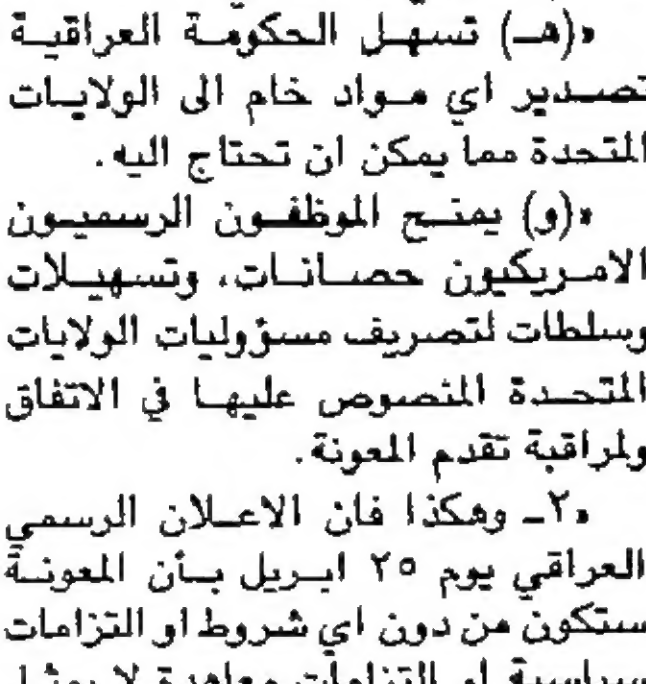 «(هـ) تسهل الحكومة العراقية
تصدير اي مواد خام الى الولايات
المتحدة مما يمكن ان تحتاج اليه.
«(و) يمنح الموظفون الرسميون
الامريكيون حصانات، وتسهيلات
وسلطات لتصريف مسؤوليات الولايات
المتحدة المنصوص عليها في الاتفاق
ولمراقبة تقدم المعونة.
«٢ـ وهكذا فان الاعلان الرسمي
العراقي يوم ٢٥ ابريل بأن المعونة
ستكون من دون اي شروط او التزامات
سياسية او التزامات معاهدة لا يمثل